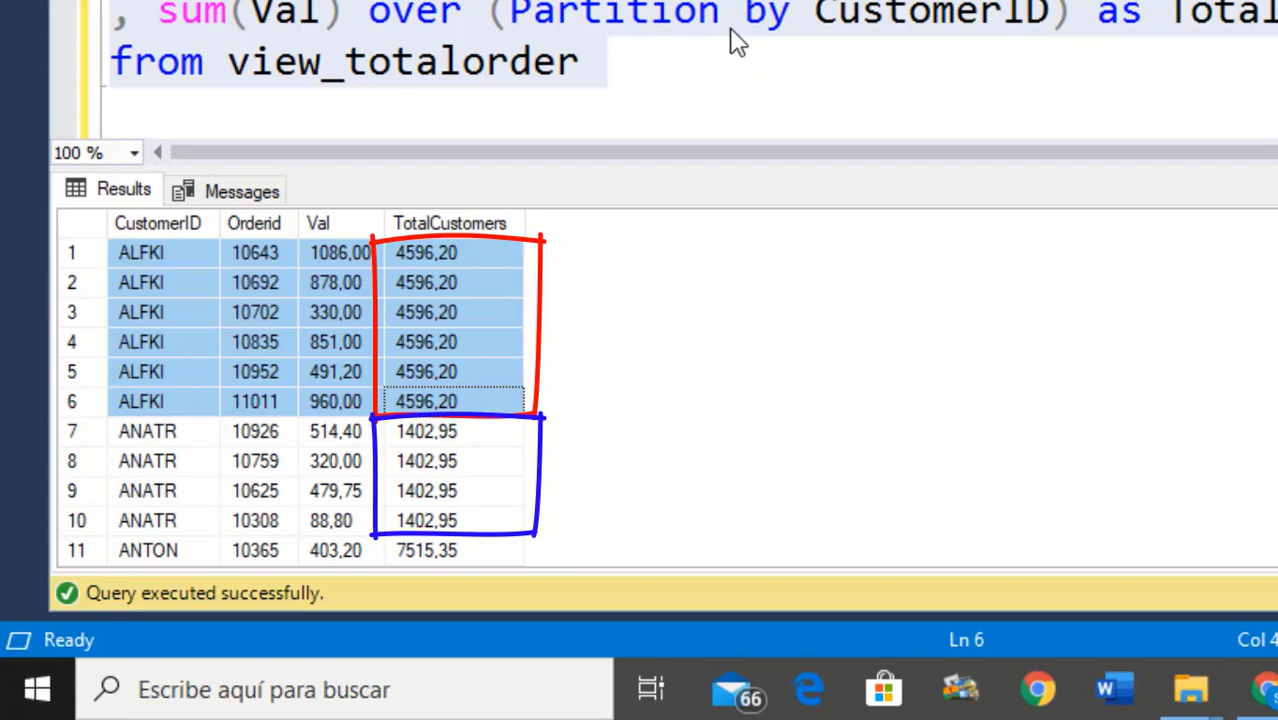 , sum(Val) over (Partition by CustomerID) as Total
from view_totalorder
100 %
Results Messages
CustomerID Orderid Val TotalCustomers
1 ALFKI 10643 1086,00 4596,20
2 ALFKI 10692 878,00 4596,20
3 ALFKI 10702 330,00 4596,20
4 ALFKI 10835 851,00 4596,20
5 ALFKI 10952 491,20 4596,20
6 ALFKI 11011 960,00 4596,20
7 ANATR 10926 514,40 1402,95
8 ANATR 10759 320,00 1402,95
9 ANATR 10625 479,75 1402,95
10 ANATR 10308 88,80 1402,95
11 ANTON 10365 403,20 7515,35
Query executed successfully.
Ready Ln 6 Col 4
Escribe aquí para buscar 66 W